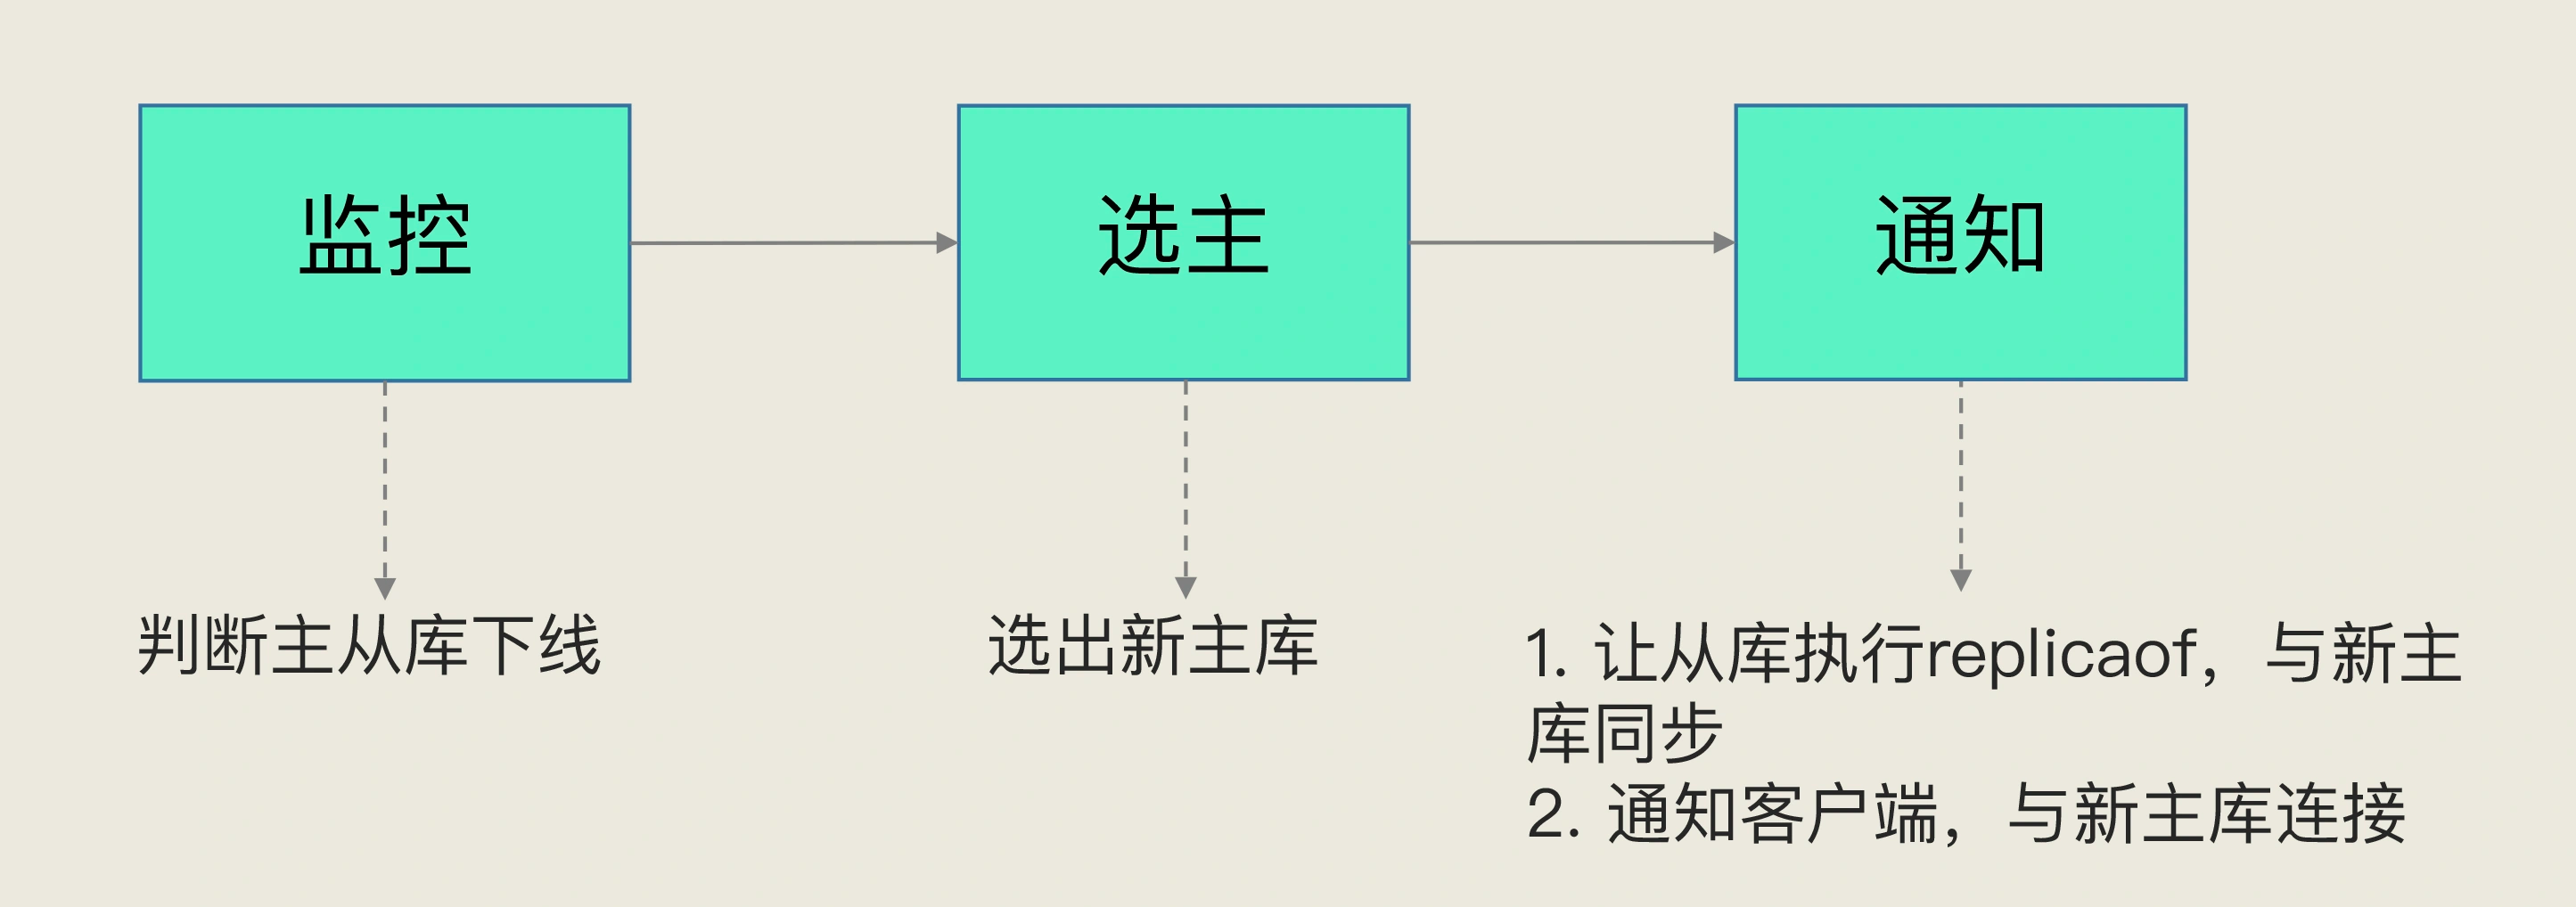 监控
选主
通知
判断主从库下线
选出新主库
1. 让从库执行replicaof，与新主
库同步
2. 通知客户端，与新主库连接